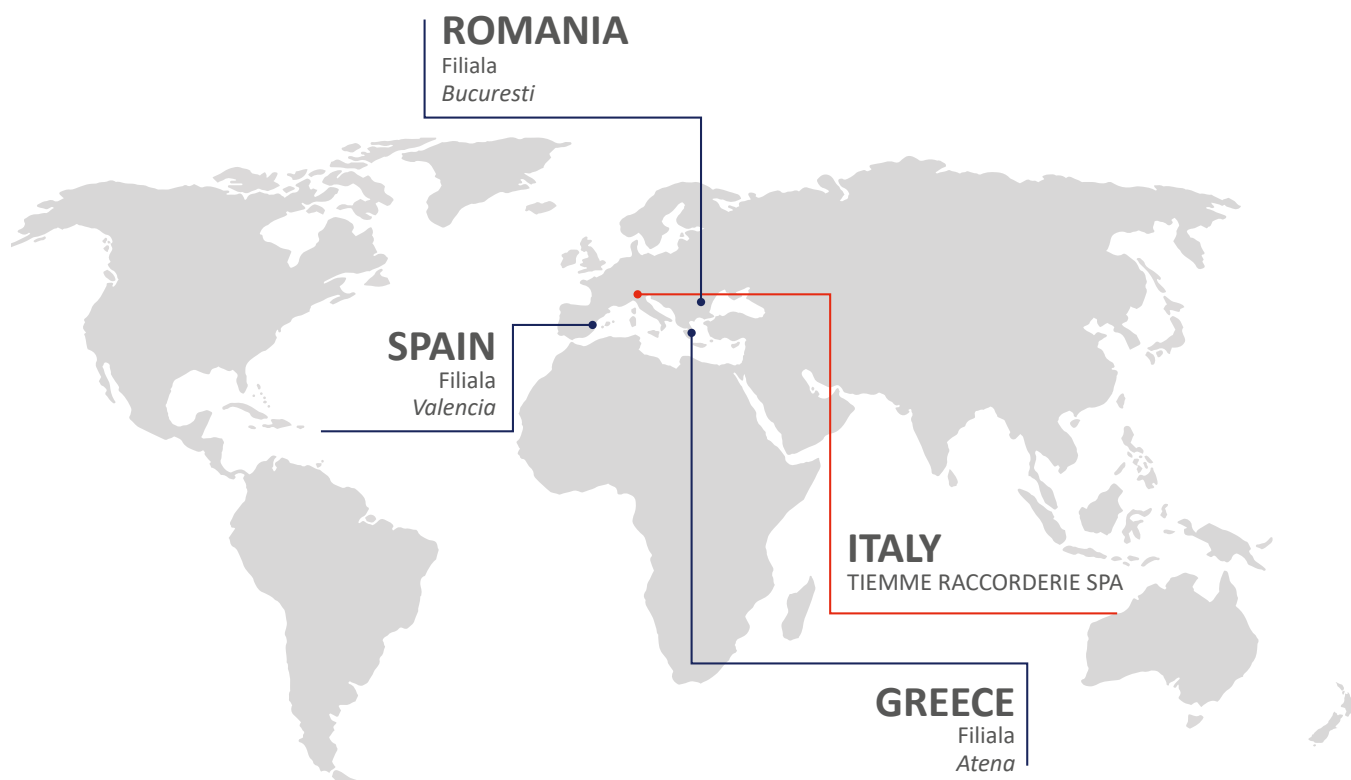 ROMANIA
Filiala
Bucuresti
SPAIN
Filiala
Valencia
ITALY
TIEMME RACCORDERIE SPA
GREECE
Filiala
Atena